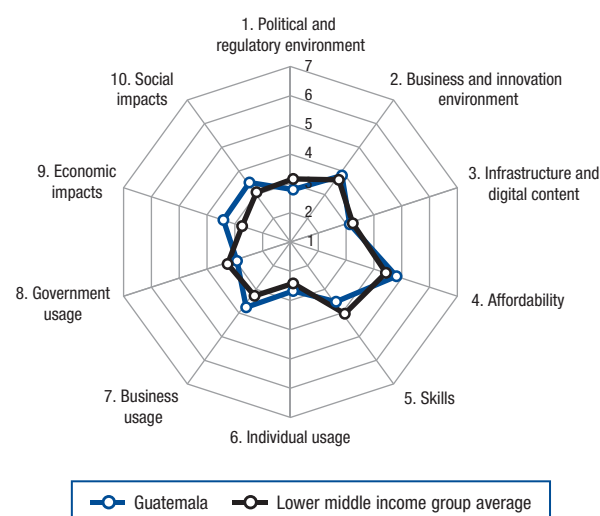 1. Political and
regulatory environment
2. Business and innovation
environment
3. Infrastructure and
digital content
4. Affordability
5. Skills
6. Individual usage
7. Business
usage
8. Government
usage
9. Economic
impacts
10. Social
impacts
7
6
5
4
3
2
1
Guatemala
Lower middle income group average